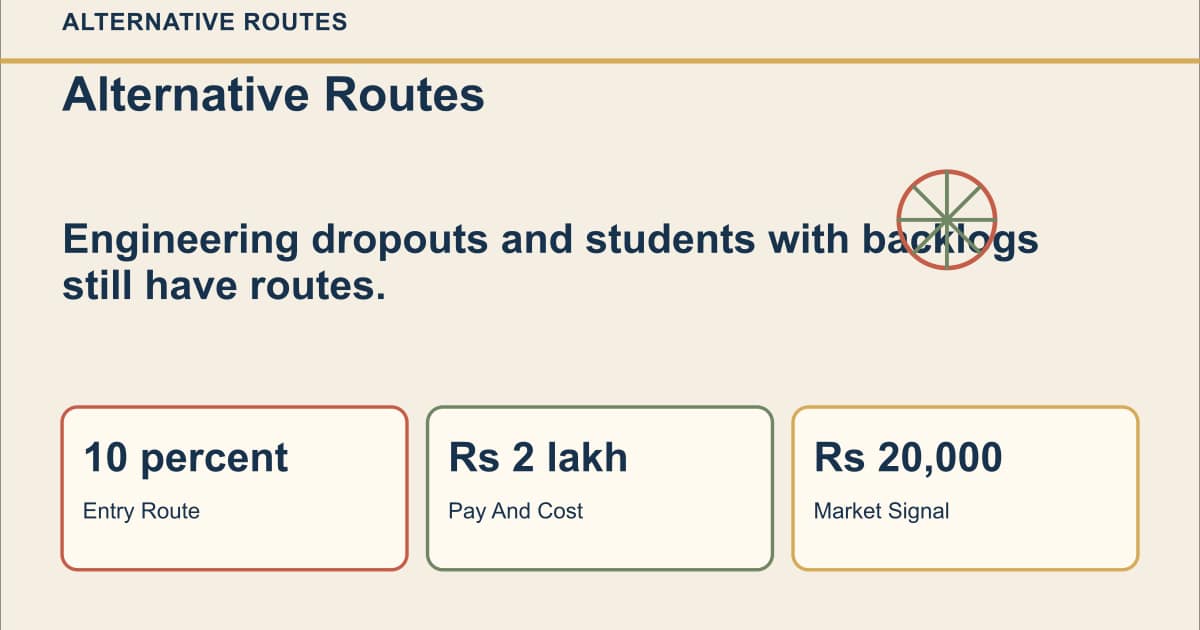 ALTERNATIVE ROUTES
Alternative Routes
Engineering dropouts and students with backlogs
still have routes.
10 percent
Entry Route
Rs 2 lakh
Pay And Cost
Rs 20,000
Market Signal